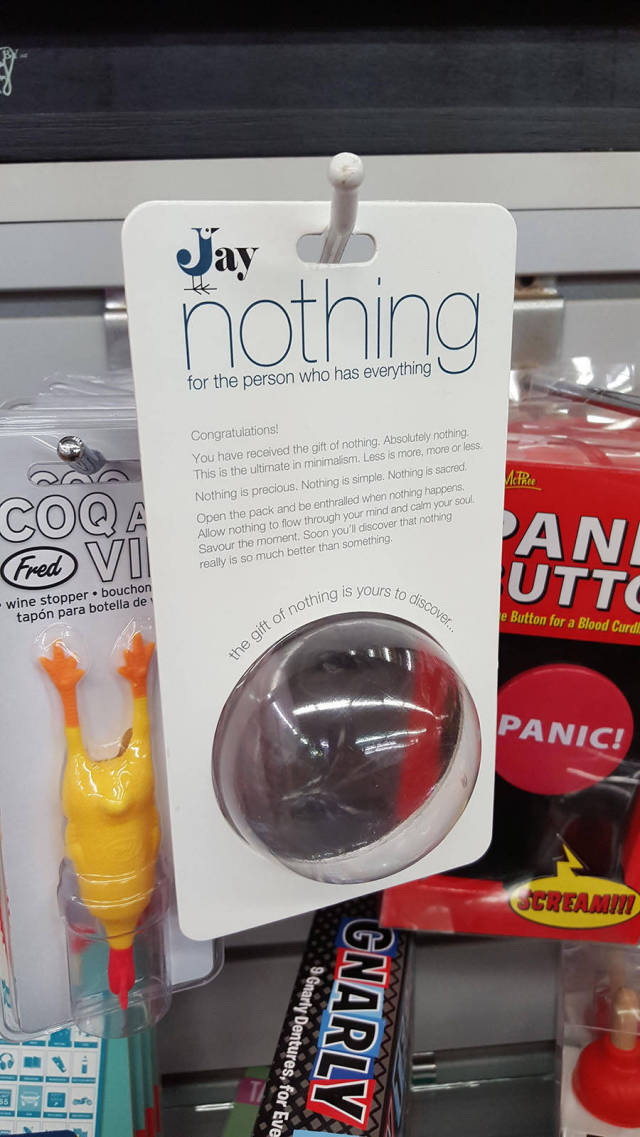 Jay
nothing
for the person who has everything
Congratulations!
You have received the gift of nothing. Absolutely nothing.
This is the ultimate in minimalism. Less is more, more or less.
Nothing is precious. Nothing is simple. Nothing is sacred.
Open the pack and be enthralled when nothing happens.
Allow nothing to flow through your mind and calm your soul.
Savour the moment. Soon you'll discover that nothing
really is so much better than something.
the gift of nothing is yours to discover...
COQ A
VI
Fred
wine stopper • bouchon
tapón para botella de
McPhee
PANI
UTTO
e Button for a Blood Curdl
PANIC!
SCREAM!!!
GNARLY
9 Gnarly Dentures for Eve